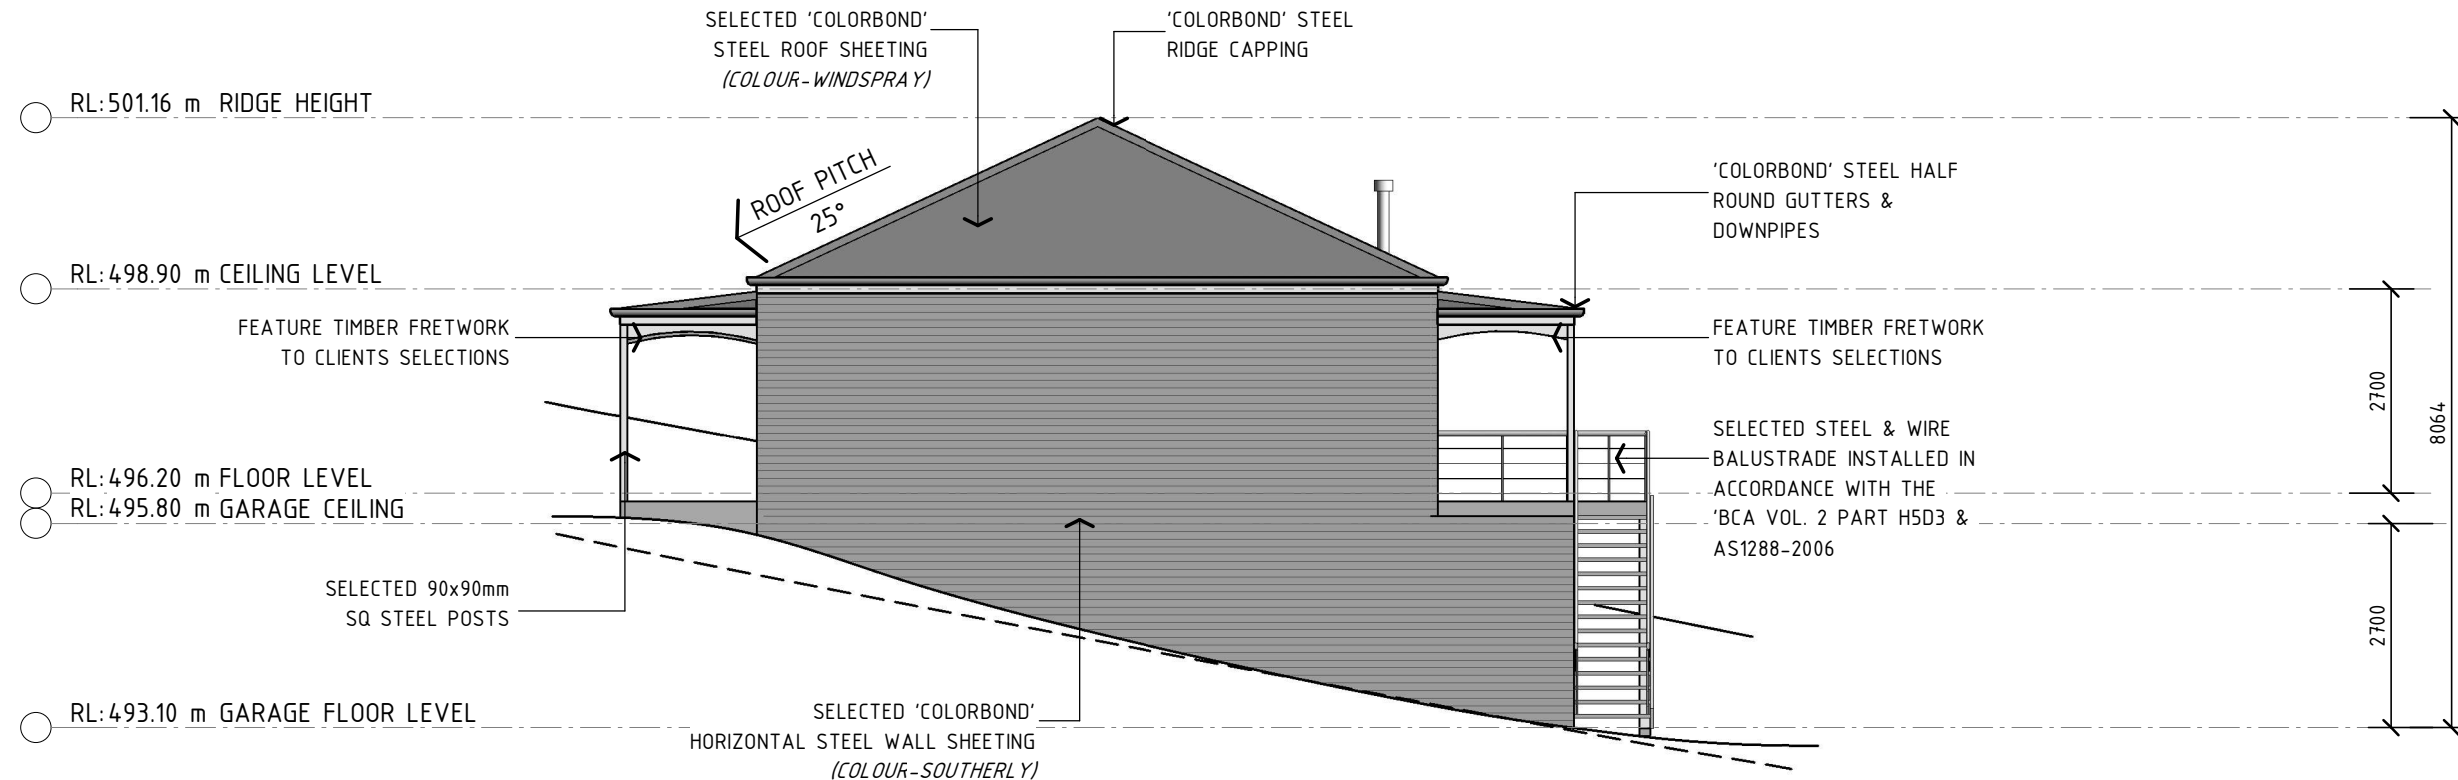 SELECTED 'COLORBOND'
STEEL ROOF SHEETING
(COLOUR-WINDSPRAY)
'COLORBOND' STEEL
RIDGE CAPPING
RL:501.16 m RIDGE HEIGHT
ROOF PITCH
25°
'COLORBOND' STEEL HALF
ROUND GUTTERS &
DOWNPIPES
RL:498.90 m CEILING LEVEL
FEATURE TIMBER FRETWORK
TO CLIENTS SELECTIONS
FEATURE TIMBER FRETWORK
TO CLIENTS SELECTIONS
2700
8064
SELECTED STEEL & WIRE
BALUSTRADE INSTALLED IN
ACCORDANCE WITH THE
'BCA VOL. 2 PART H5D3 &
AS1288-2006
RL:496.20 m FLOOR LEVEL
RL:495.80 m GARAGE CEILING
SELECTED 90x90mm
SQ STEEL POSTS
2700
RL:493.10 m GARAGE FLOOR LEVEL
SELECTED 'COLORBOND'
HORIZONTAL STEEL WALL SHEETING
(COLOUR-SOUTHERLY)